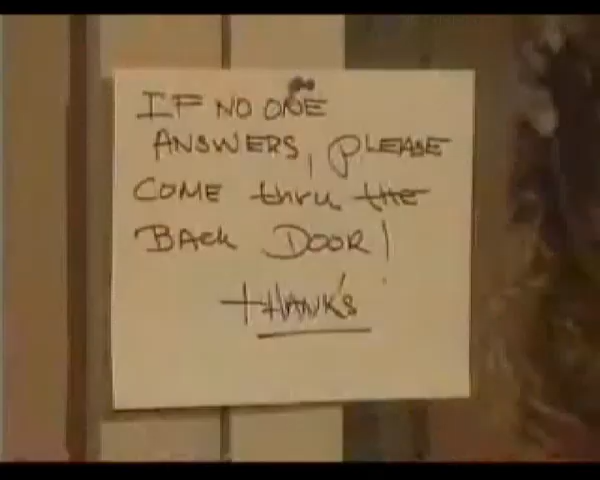 IF NO ONE
ANSWERS, PLEASE
COME thru the
BACK DOOR!
THANK'S